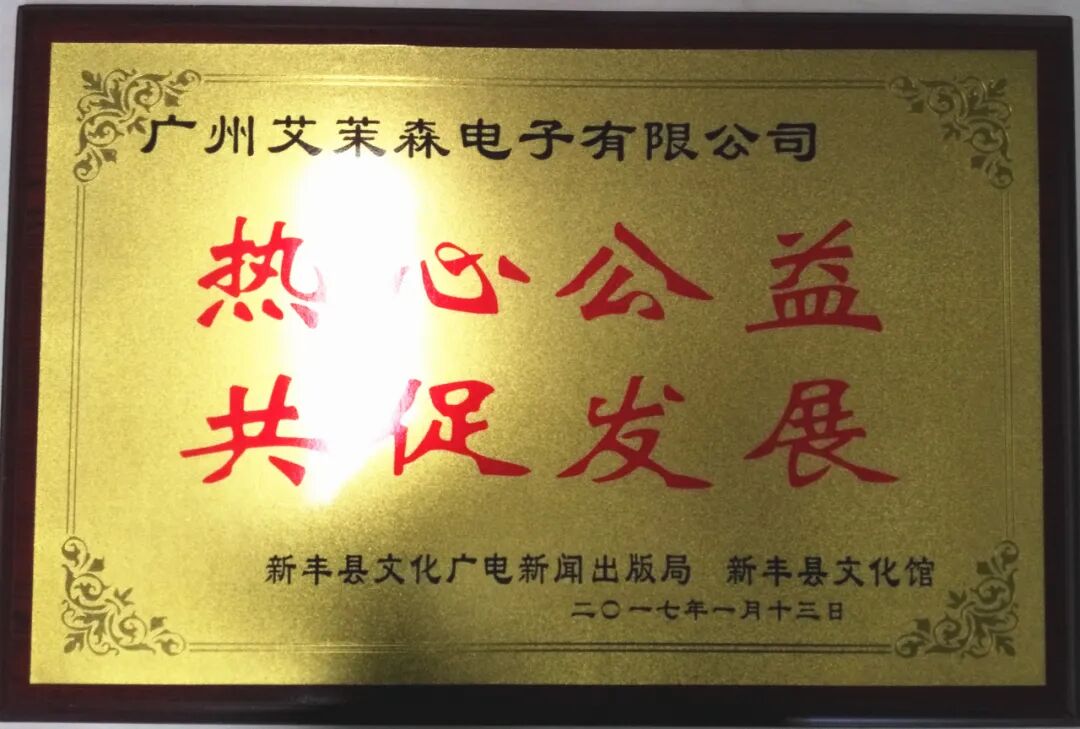 广州艾茉森电子有限公司
热心公益
共促发展
新丰县文化广电新闻出版局 新丰县文化馆
二〇一七年一月十三日